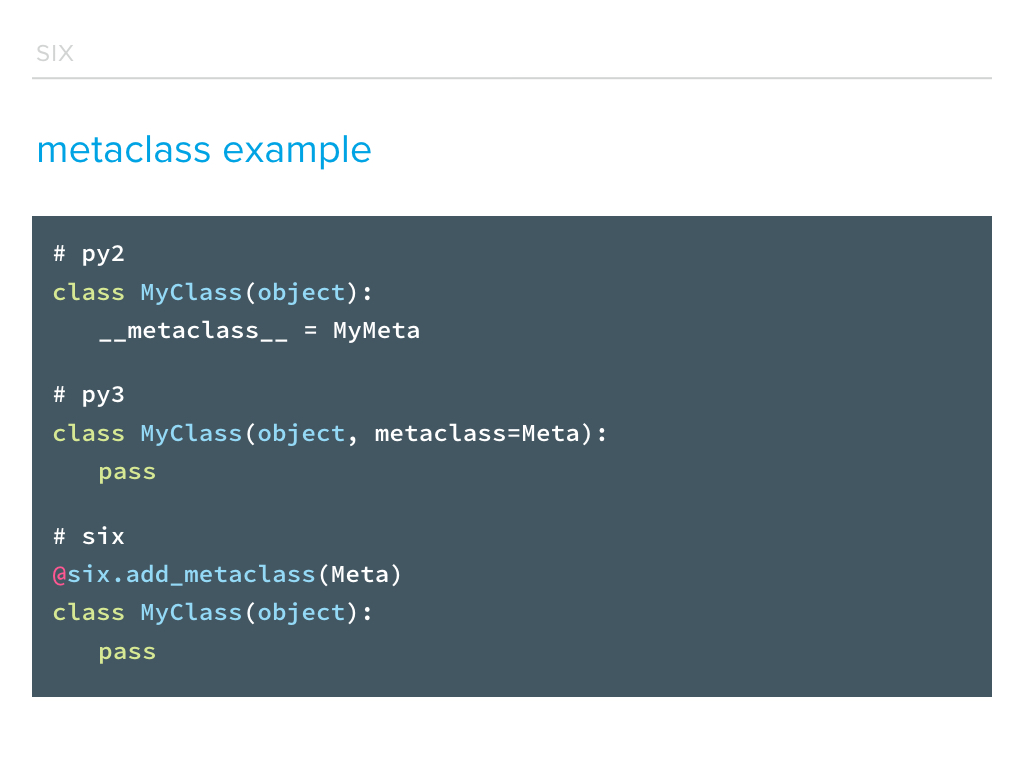 SIX
metaclass example
# py2
class MyClass(object):
    __metaclass__ = MyMeta
# py3
class MyClass(object, metaclass=Meta):
    pass
# six
@six.add_metaclass(Meta)
class MyClass(object):
    pass